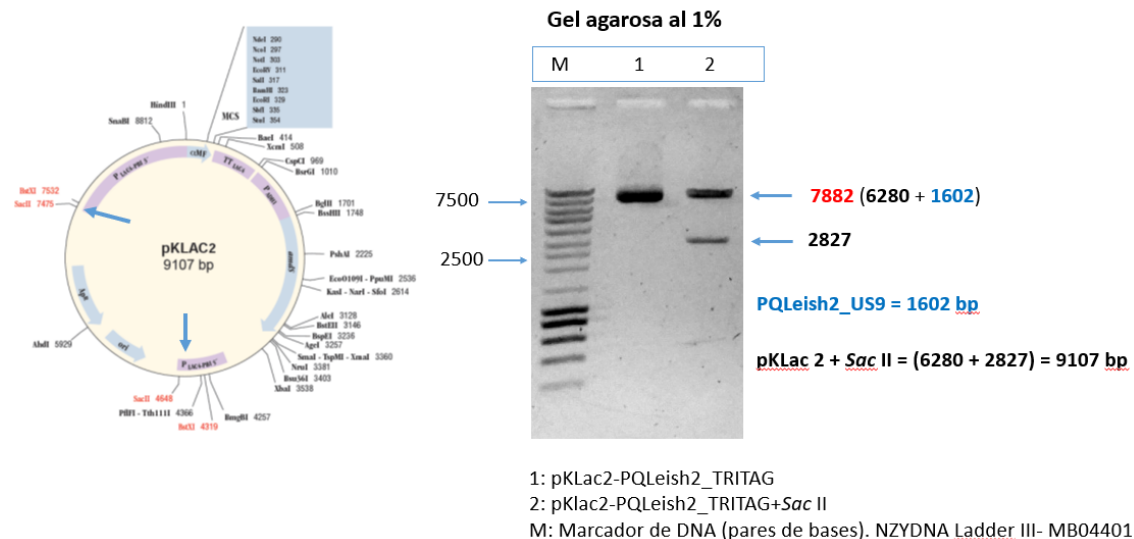 Gel agarosa al 1%
M 1 2
7500
2500
7882 (6280 + 1602)
2827
PQLeish2_US9 = 1602 bp
pKLac 2 + Sac II = (6280 + 2827) = 9107 bp
1: pKLac2-PQLeish2_TRITAG
2: pKlac2-PQLeish2_TRITAG+Sac II
M: Marcador de DNA (pares de bases). NZYDNA Ladder III- MB04401
NdeI 290
NcoI 297
NotI 303
EcoRV 311
SalI 317
BamHI 323
EcoRI 329
SbfI 335
StuI 354
HindIII 1
MCS
SnaBI 8812
BaeI 414
XcmI 508
CspCI 969
BsrGI 1010
BglII 1701
BssHII 1748
PshAI 2225
EcoO109I - PpuMI 2536
KasI - NarI - SfoI 2614
AleI 3128
BstEII 3146
BspEI 3236
AgeI 3257
SmaI - TspMI - XmaI 3360
NruI 3381
Bsu36I 3403
XbaI 3538
BmgBI 4257
BstXI 4319
PflFI - Tth111I 4366
SacII 4648
AhdI 5929
SacII 7475
BstXI 7532
pKLAC2
9107 bp
ori
amdS